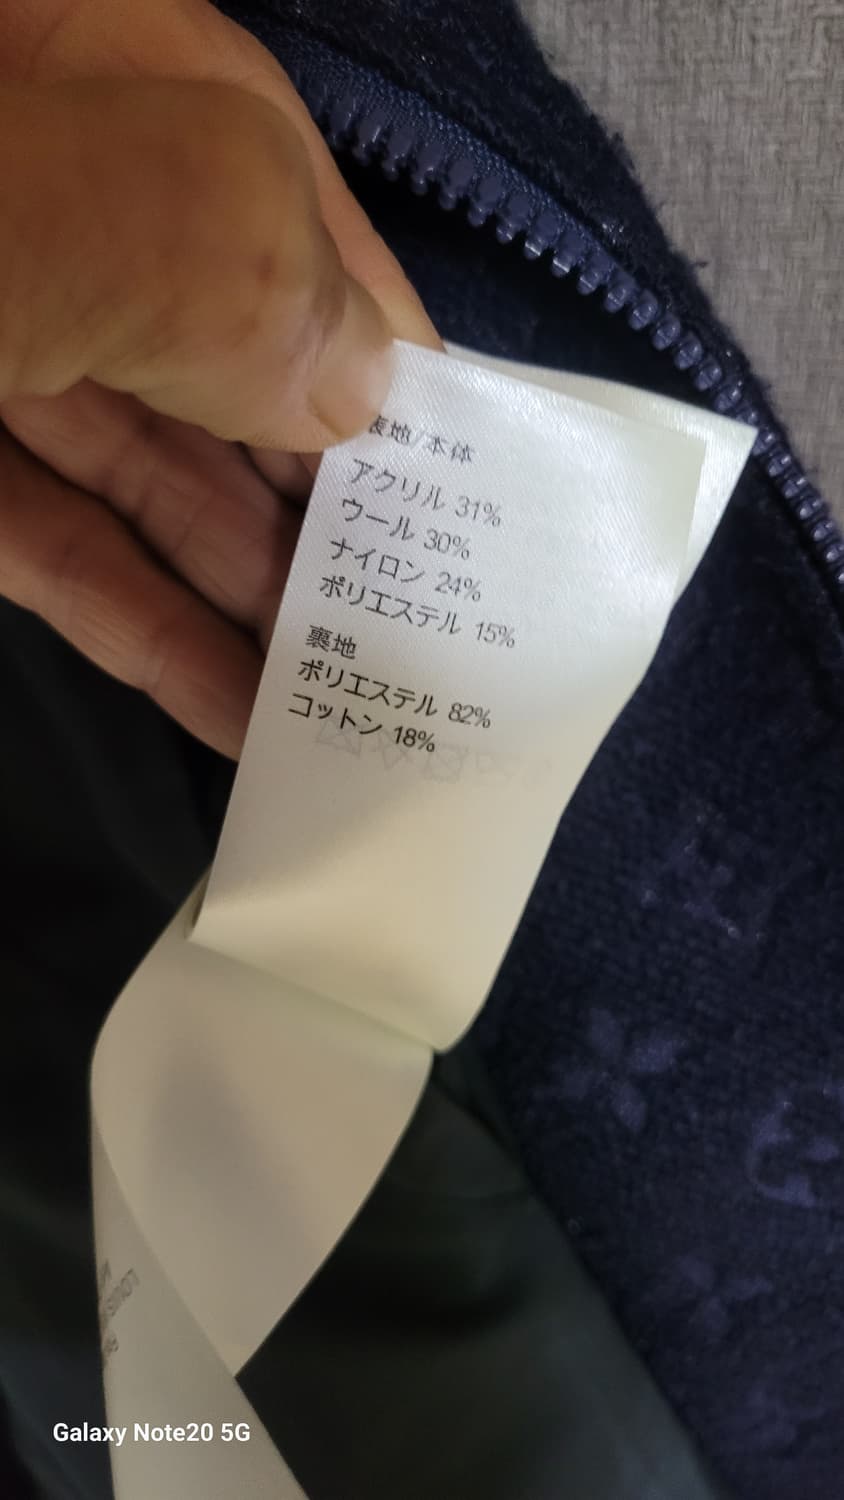 表地/本体
アクリル 31%
ウール 30%
ナイロン 24%
ポリエステル 15%
裏地
ポリエステル 82%
コットン 18%
LOUIS
Galaxy Note20 5G